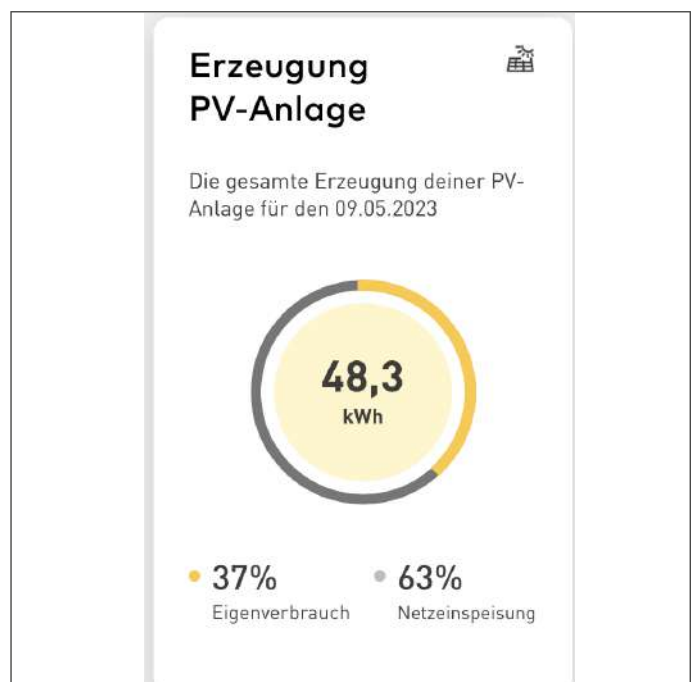 Erzeugung
PV-Anlage
Die gesamte Erzeugung deiner PV-
Anlage für den 09.05.2023
48,3
kWh
37%
Eigenverbrauch
63%
Netzeinspeisung